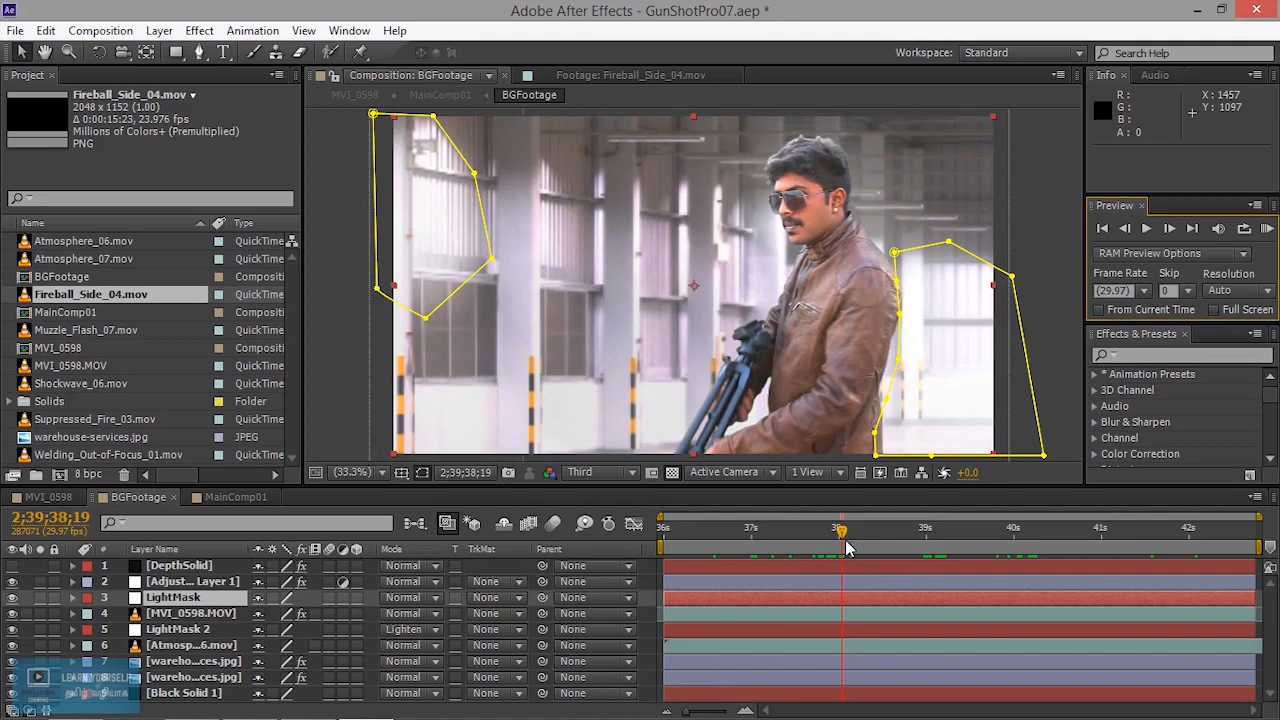 Ae
Adobe After Effects - GunShotPro07.aep *
File Edit Composition Layer Effect Animation View Window Help
Workspace: Standard
Search Help
Project
Fireball_Side_04.mov
2048 x 1152 (1.00)
Δ 0:00:15:23, 23.976 fps
Millions of Colors+ (Premultiplied)
PNG
Name Type
Atmosphere_06.mov QuickTime
Atmosphere_07.mov QuickTime
BGFootage Compositi
Fireball_Side_04.mov QuickTime
MainComp01 Compositi
Muzzle_Flash_07.mov QuickTime
MVI_0598 Compositi
MVI_0598.MOV QuickTime
Shockwave_06.mov QuickTime
Solids Folder
Suppressed_Fire_03.mov QuickTime
warehouse-services.jpg JPEG
Welding_Out-of-Focus_01.mov QuickTime
8 bpc
Composition: BGFootage
Footage: Fireball_Side_04.mov
MVI_0598 MainComp01 BGFootage
(33.3%) 2;39;38;19 Third Active Camera 1 View +0.0
Info Audio
R : X : 1457
G : Y : 1097
B :
A : 0
Preview
RAM Preview Options
Frame Rate Skip Resolution
(29.97) 0 Auto
From Current Time Full Screen
Effects & Presets
* Animation Presets
3D Channel
Audio
Blur & Sharpen
Channel
Color Correction
MVI_0598 BGFootage MainComp01
2;39;38;19
287071 (29.97 fps)
36s 37s 39s 40s 41s 42s
# Layer Name Mode T TrkMat Parent
1 [DepthSolid] Normal None
2 [Adjust... Layer 1] Normal None None
3 LightMask Normal None None
4 [MVI_0598.MOV] Normal None None
5 LightMask 2 Lighten None None
6 [Atmosp...6.mov] Normal None None
7 [wareho...ces.jpg] Normal None None
[wareho...ces.jpg] Normal None None
[Black Solid 1] Normal None None
LEARN YOURSELF